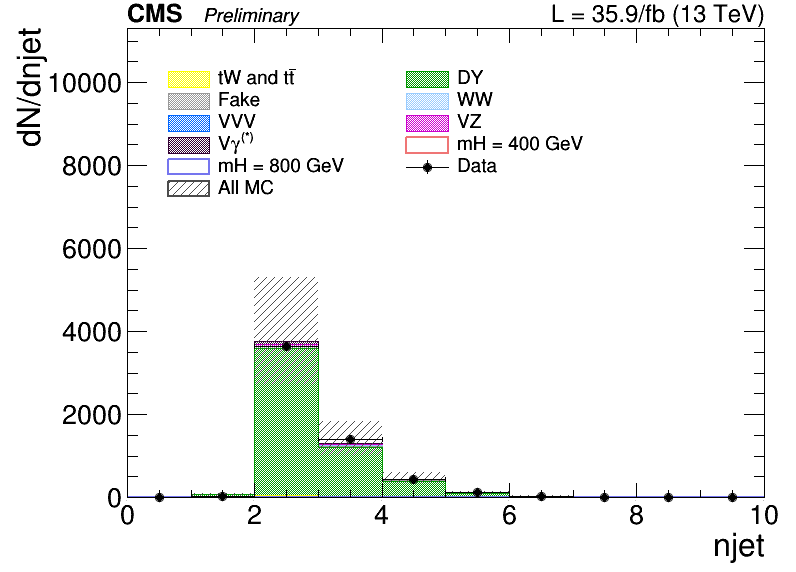 CMS Preliminary L = 35.9/fb (13 TeV)
dN/dnjet
10000
8000
6000
4000
2000
0
tW and tt̄ DY
Fake WW
VVV VZ
Vγ(*) mH = 400 GeV
mH = 800 GeV Data
All MC
0 2 4 6 8 10
njet